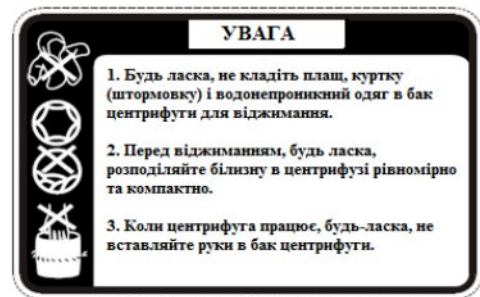 УВАГА
1. Будь ласка, не кладіть плащ, куртку
(штормовку) і водонепроникний одяг в бак
центрифуги для віджимання.
2. Перед віджиманням, будь ласка,
розподіляйте білизну в центрифузі рівномірно
та компактно.
3. Коли центрифуга працює, будь-ласка, не
вставляйте руки в бак центрифуги.